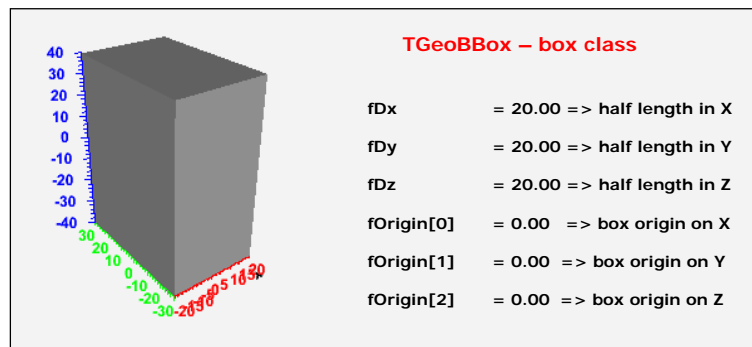 TGeoBBox – box class
40
30
20
10
0
-10
-20
-30
-40
30
20
10
0
-10
-20
-30
-20
fDx = 20.00 => half length in X
fDy = 20.00 => half length in Y
fDz = 20.00 => half length in Z
fOrigin[0] = 0.00 => box origin on X
fOrigin[1] = 0.00 => box origin on Y
fOrigin[2] = 0.00 => box origin on Z